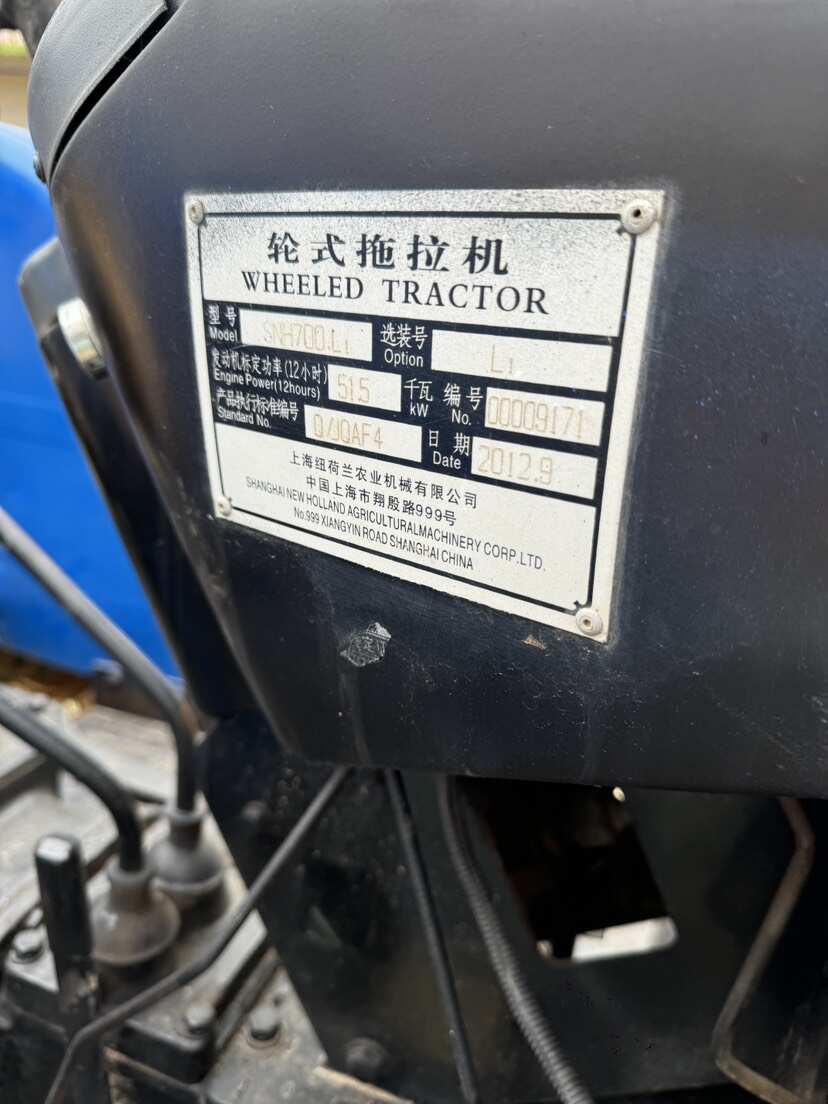 轮式拖拉机
WHEELED TRACTOR
型号 Model SNH700.Li 选装号 Option Li
发动机标定功率(12小时) Engine Power(12hours) 51.5 千瓦 kW 编号 No. 00009171
产品执行标准编号 Standard No. Q/JQAF4 日期 Date 2012.9
上海纽荷兰农业机械有限公司
中国上海市翔殷路999号
SHANGHAI NEW HOLLAND AGRICULTURALMACHINERY CORP.LTD.
No.999 XIANGYIN ROAD SHANGHAI CHINA